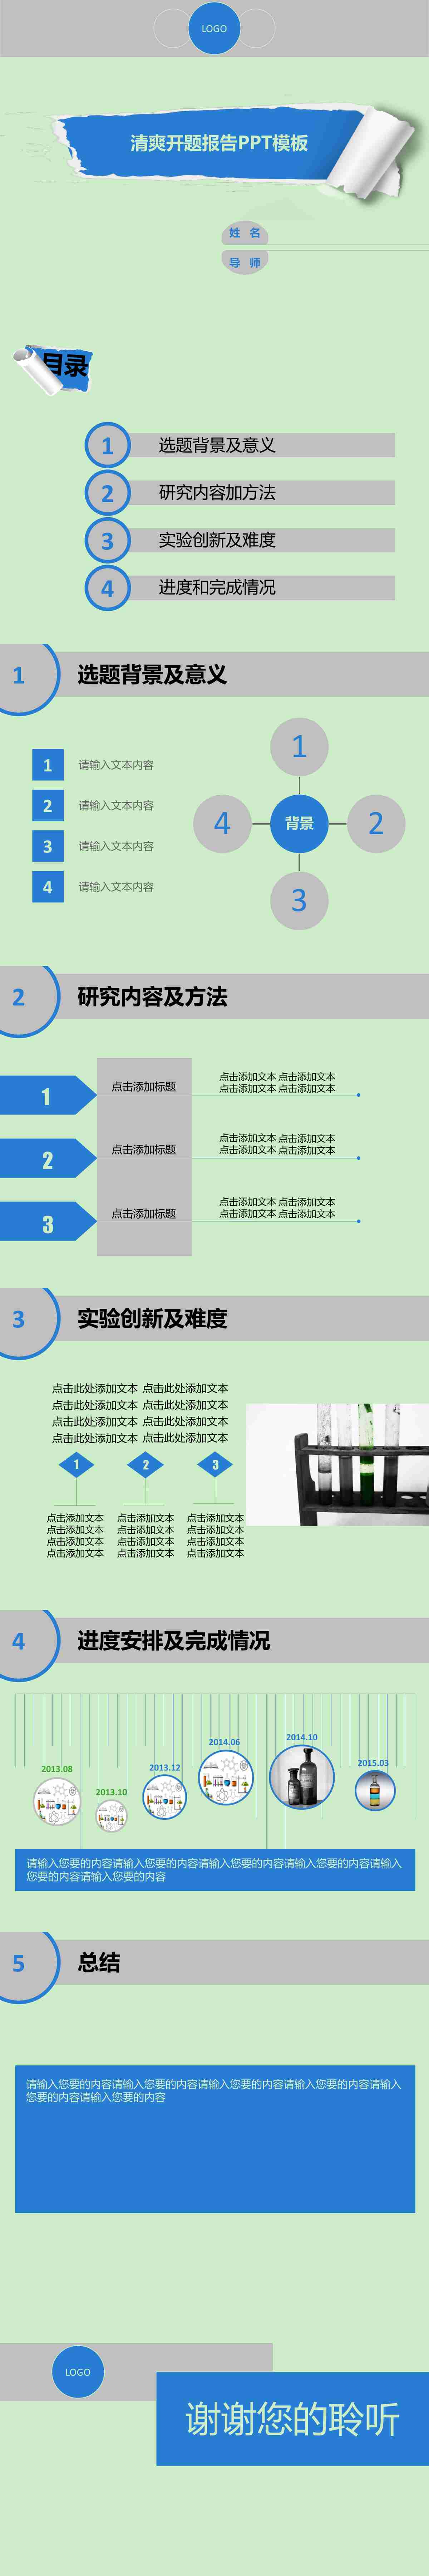 LOGO
清爽开题报告PPT模板
姓 名
导 师
目录
1 选题背景及意义
2 研究内容加方法
3 实验创新及难度
4 进度和完成情况
1 选题背景及意义
1 请输入文本内容
2 请输入文本内容
3 请输入文本内容
4 请输入文本内容
1
4 背景 2
3
2 研究内容及方法
1 点击添加标题
点击添加文本 点击添加文本
点击添加文本 点击添加文本
2 点击添加标题
点击添加文本 点击添加文本
点击添加文本 点击添加文本
3 点击添加标题
点击添加文本 点击添加文本
点击添加文本 点击添加文本
3 实验创新及难度
点击此处添加文本 点击此处添加文本
点击此处添加文本 点击此处添加文本
点击此处添加文本 点击此处添加文本
点击此处添加文本 点击此处添加文本
1 2 3
点击添加文本 点击添加文本 点击添加文本
点击添加文本 点击添加文本 点击添加文本
点击添加文本 点击添加文本 点击添加文本
点击添加文本 点击添加文本 点击添加文本
4 进度安排及完成情况
2013.08
2013.10
2013.12
2014.06
2014.10
2015.03
请输入您要的内容请输入您要的内容请输入您要的内容请输入您要的内容请输入
您要的内容请输入您要的内容
5 总结
请输入您要的内容请输入您要的内容请输入您要的内容请输入您要的内容请输入
您要的内容请输入您要的内容
LOGO
谢谢您的聆听